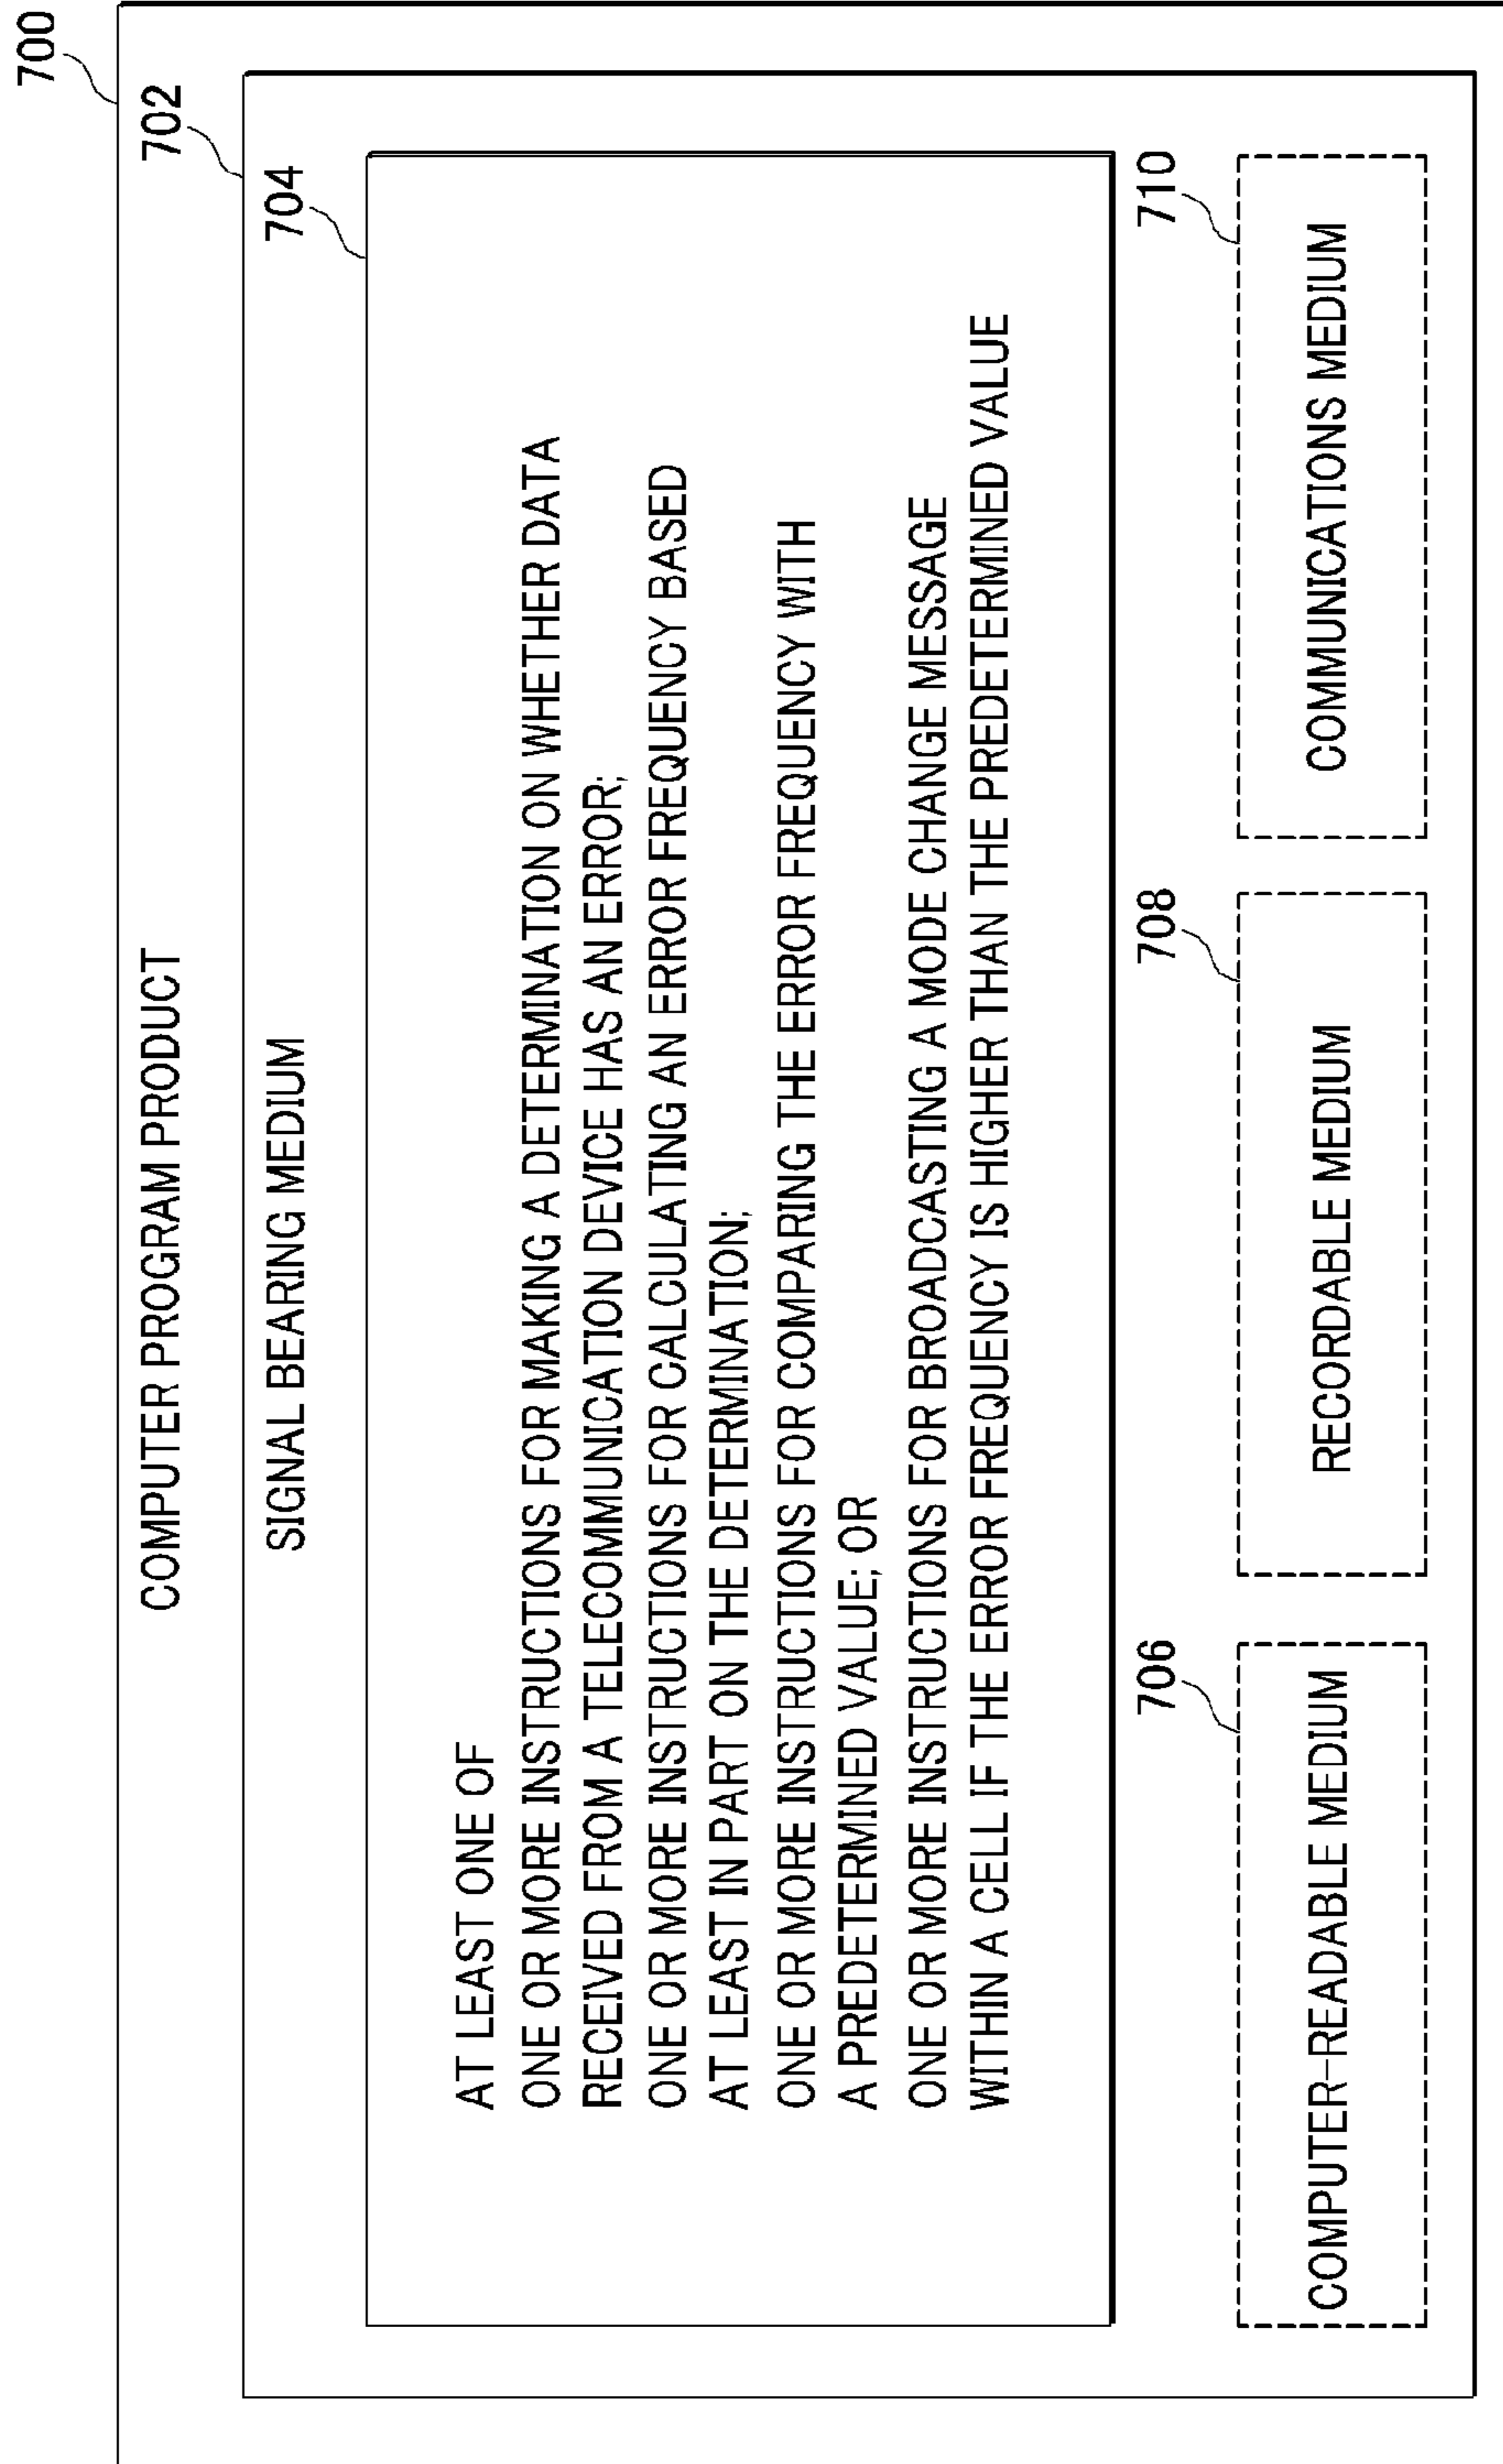 700
COMPUTER PROGRAM PRODUCT
702
SIGNAL BEARING MEDIUM
704
AT LEAST ONE OF
ONE OR MORE INSTRUCTIONS FOR MAKING A DETERMINATION ON WHETHER DATA
RECEIVED FROM A TELECOMMUNICATION DEVICE HAS AN ERROR;
ONE OR MORE INSTRUCTIONS FOR CALCULATING AN ERROR FREQUENCY BASED
AT LEAST IN PART ON THE DETERMINATION;
ONE OR MORE INSTRUCTIONS FOR COMPARING THE ERROR FREQUENCY WITH
A PREDETERMINED VALUE; OR
ONE OR MORE INSTRUCTIONS FOR BROADCASTING A MODE CHANGE MESSAGE
WITHIN A CELL IF THE ERROR FREQUENCY IS HIGHER THAN THE PREDETERMINED VALUE
706
COMPUTER-READABLE MEDIUM
708
RECORDABLE MEDIUM
710
COMMUNICATIONS MEDIUM